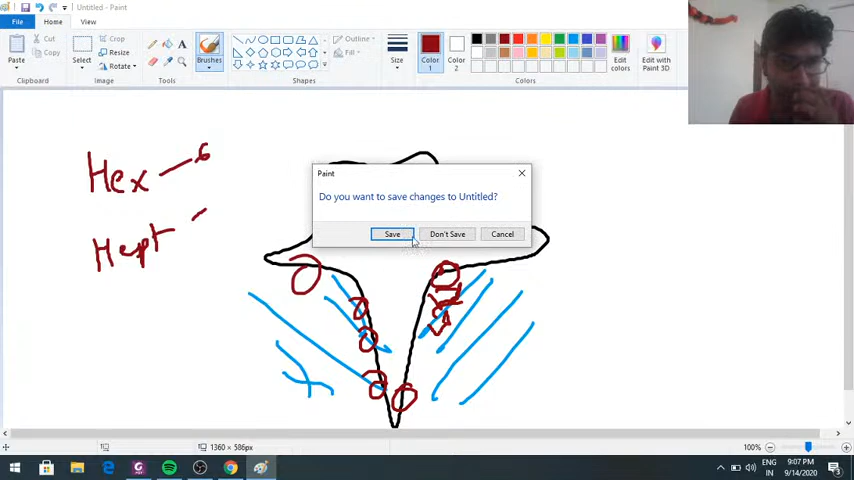 Untitled - Paint
File
Home
View
Paste
Cut
Copy
Clipboard
Select
Crop
Resize
Rotate
Image
Tools
Brushes
Outline
Fill
Shapes
Size
Color 1
Color 2
Colors
Edit colors
Edit with Paint 3D
Hex — 6
Hept
Paint
Do you want to save changes to Untitled?
Save
Don't Save
Cancel
1360 × 586px
100%
ENG
IN
9:07 PM
9/14/2020
3